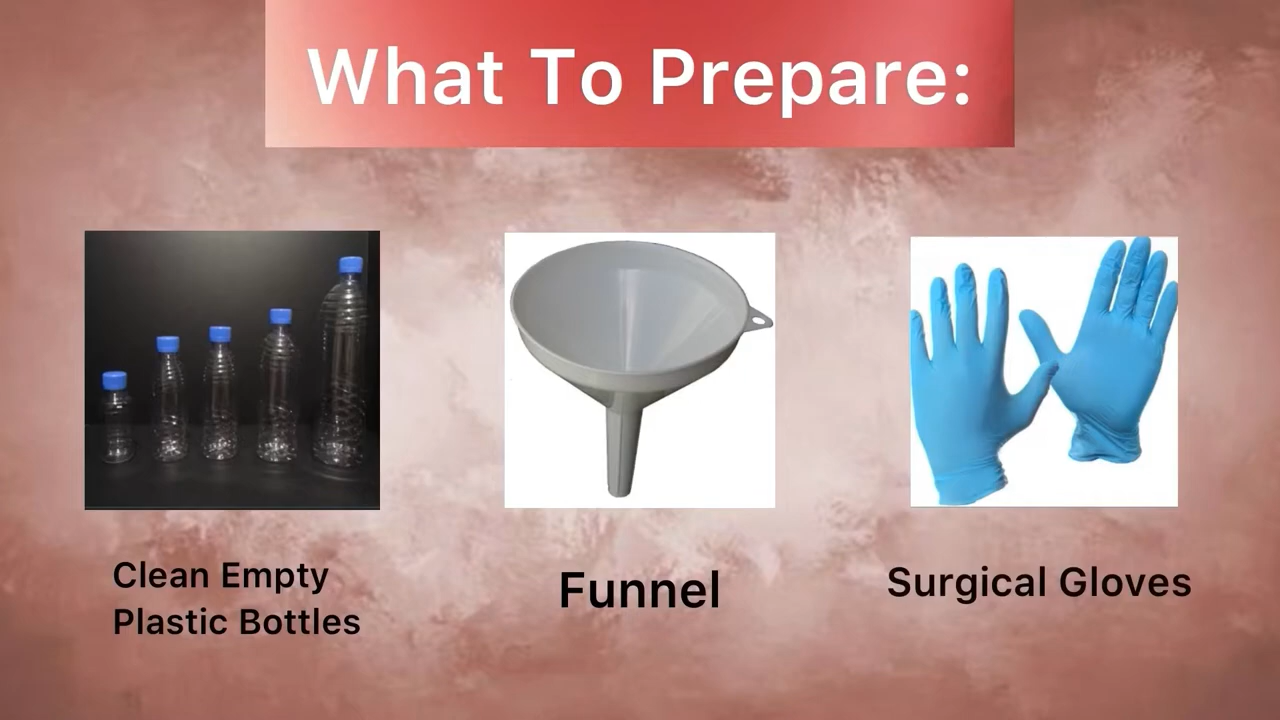 What To Prepare:
Clean Empty
Plastic Bottles
Funnel
Surgical Gloves